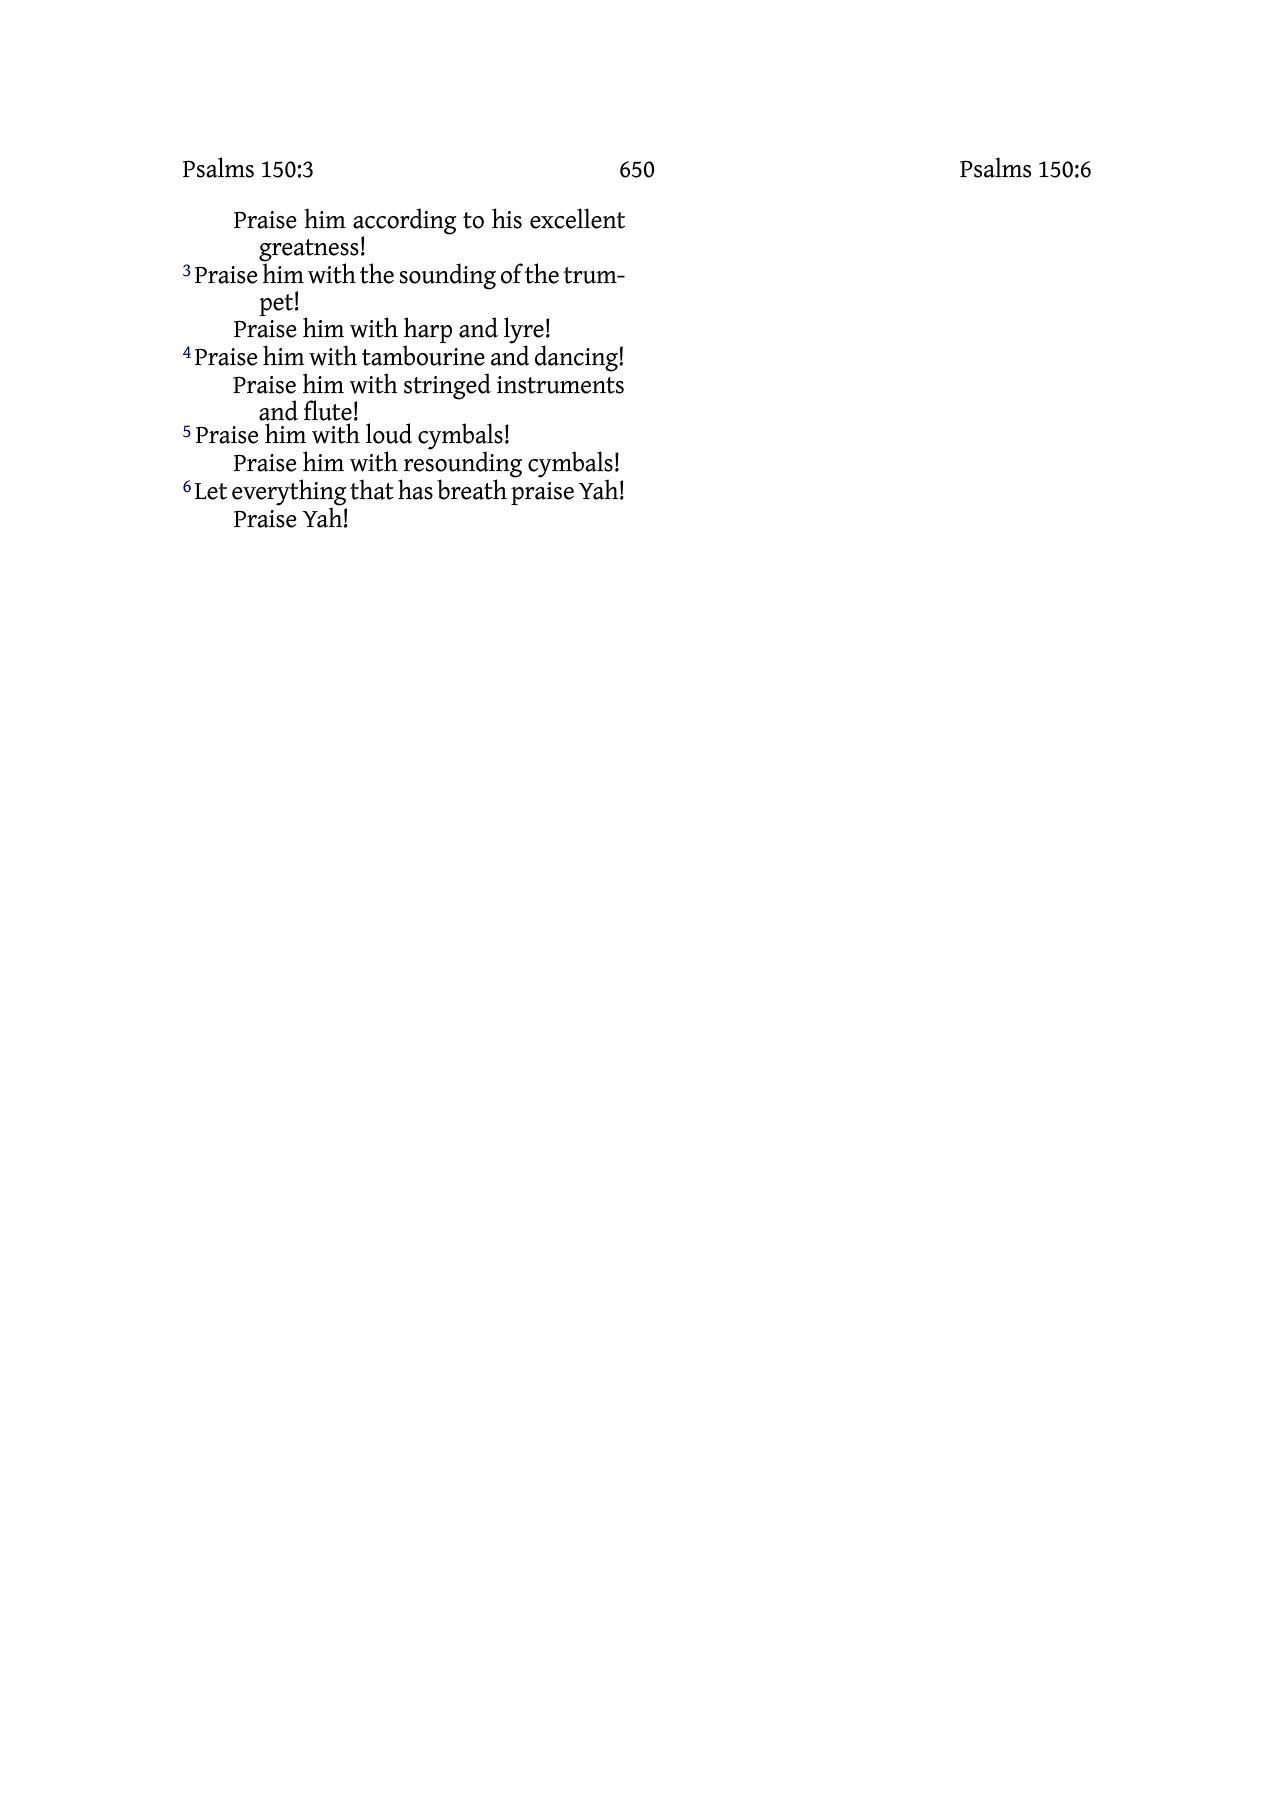 Psalms 150:3 650 Psalms 150:6
Praise him according to his excellent
greatness!
3 Praise him with the sounding of the trum-
pet!
Praise him with harp and lyre!
4 Praise him with tambourine and dancing!
Praise him with stringed instruments
and flute!
5 Praise him with loud cymbals!
Praise him with resounding cymbals!
6 Let everything that has breath praise Yah!
Praise Yah!